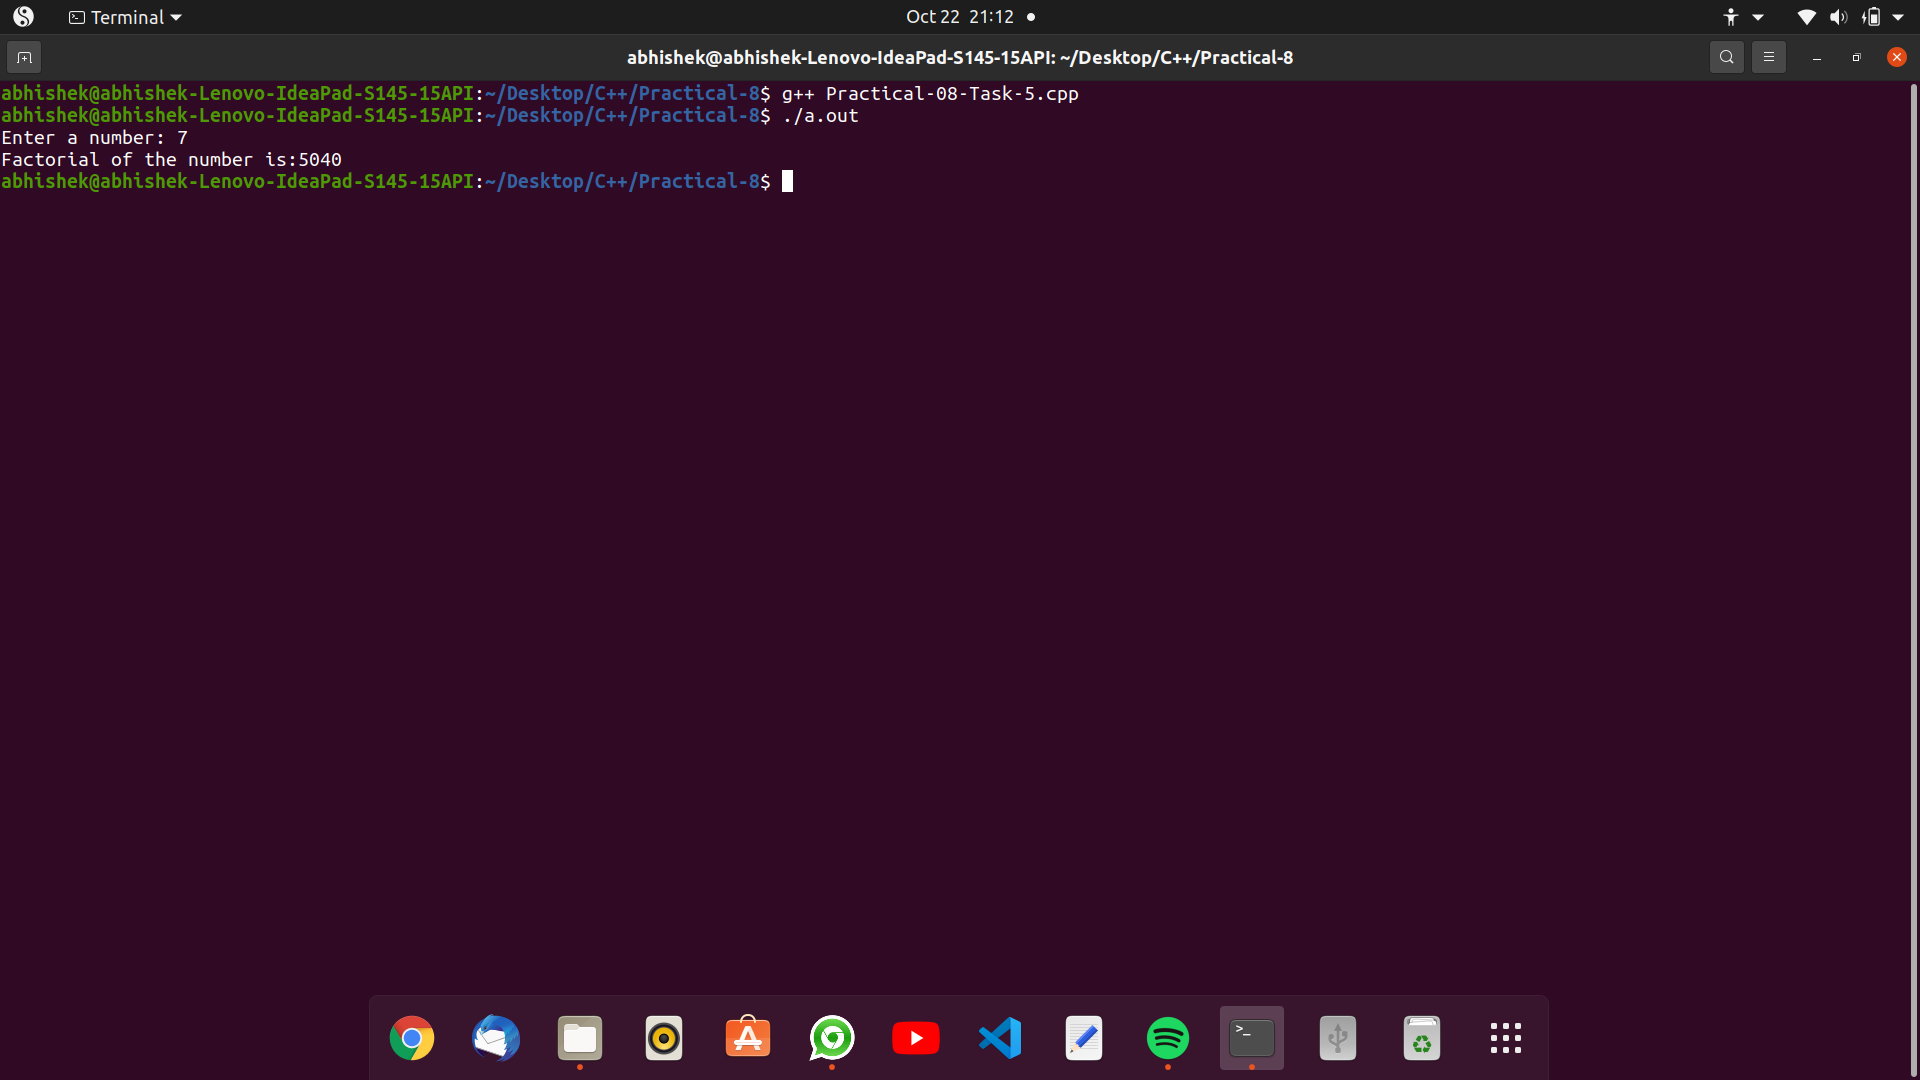 Terminal
Oct 22 21:12
abhishek@abhishek-Lenovo-IdeaPad-S145-15API: ~/Desktop/C++/Practical-8
abhishek@abhishek-Lenovo-IdeaPad-S145-15API:~/Desktop/C++/Practical-8$ g++ Practical-08-Task-5.cpp
abhishek@abhishek-Lenovo-IdeaPad-S145-15API:~/Desktop/C++/Practical-8$ ./a.out
Enter a number: 7
Factorial of the number is:5040
abhishek@abhishek-Lenovo-IdeaPad-S145-15API:~/Desktop/C++/Practical-8$